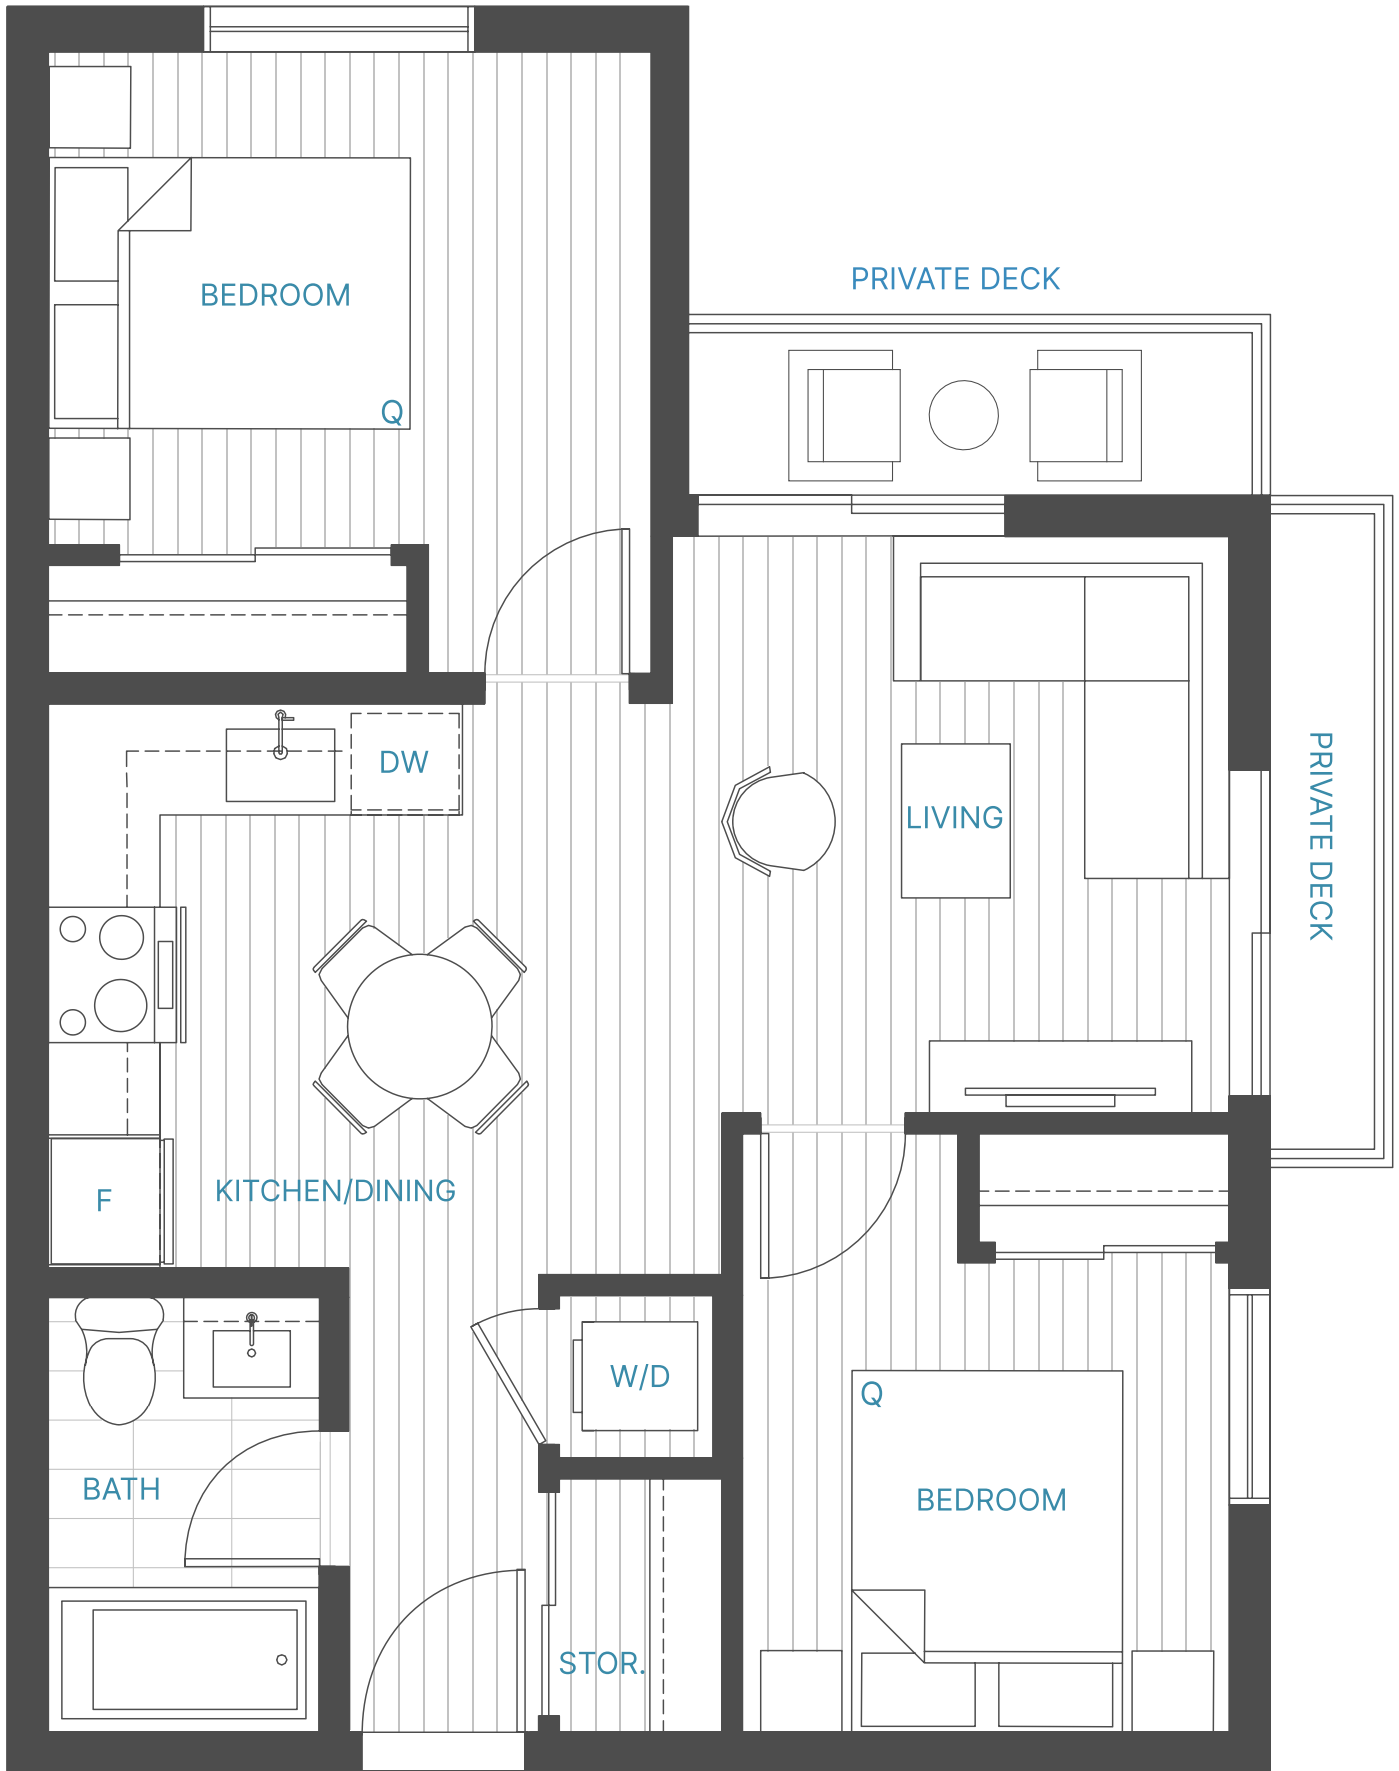 PRIVATE DECK
BEDROOM
Q
PRIVATE DECK
DW
LIVING
F
KITCHEN/DINING
W/D
Q
BATH
BEDROOM
STOR.